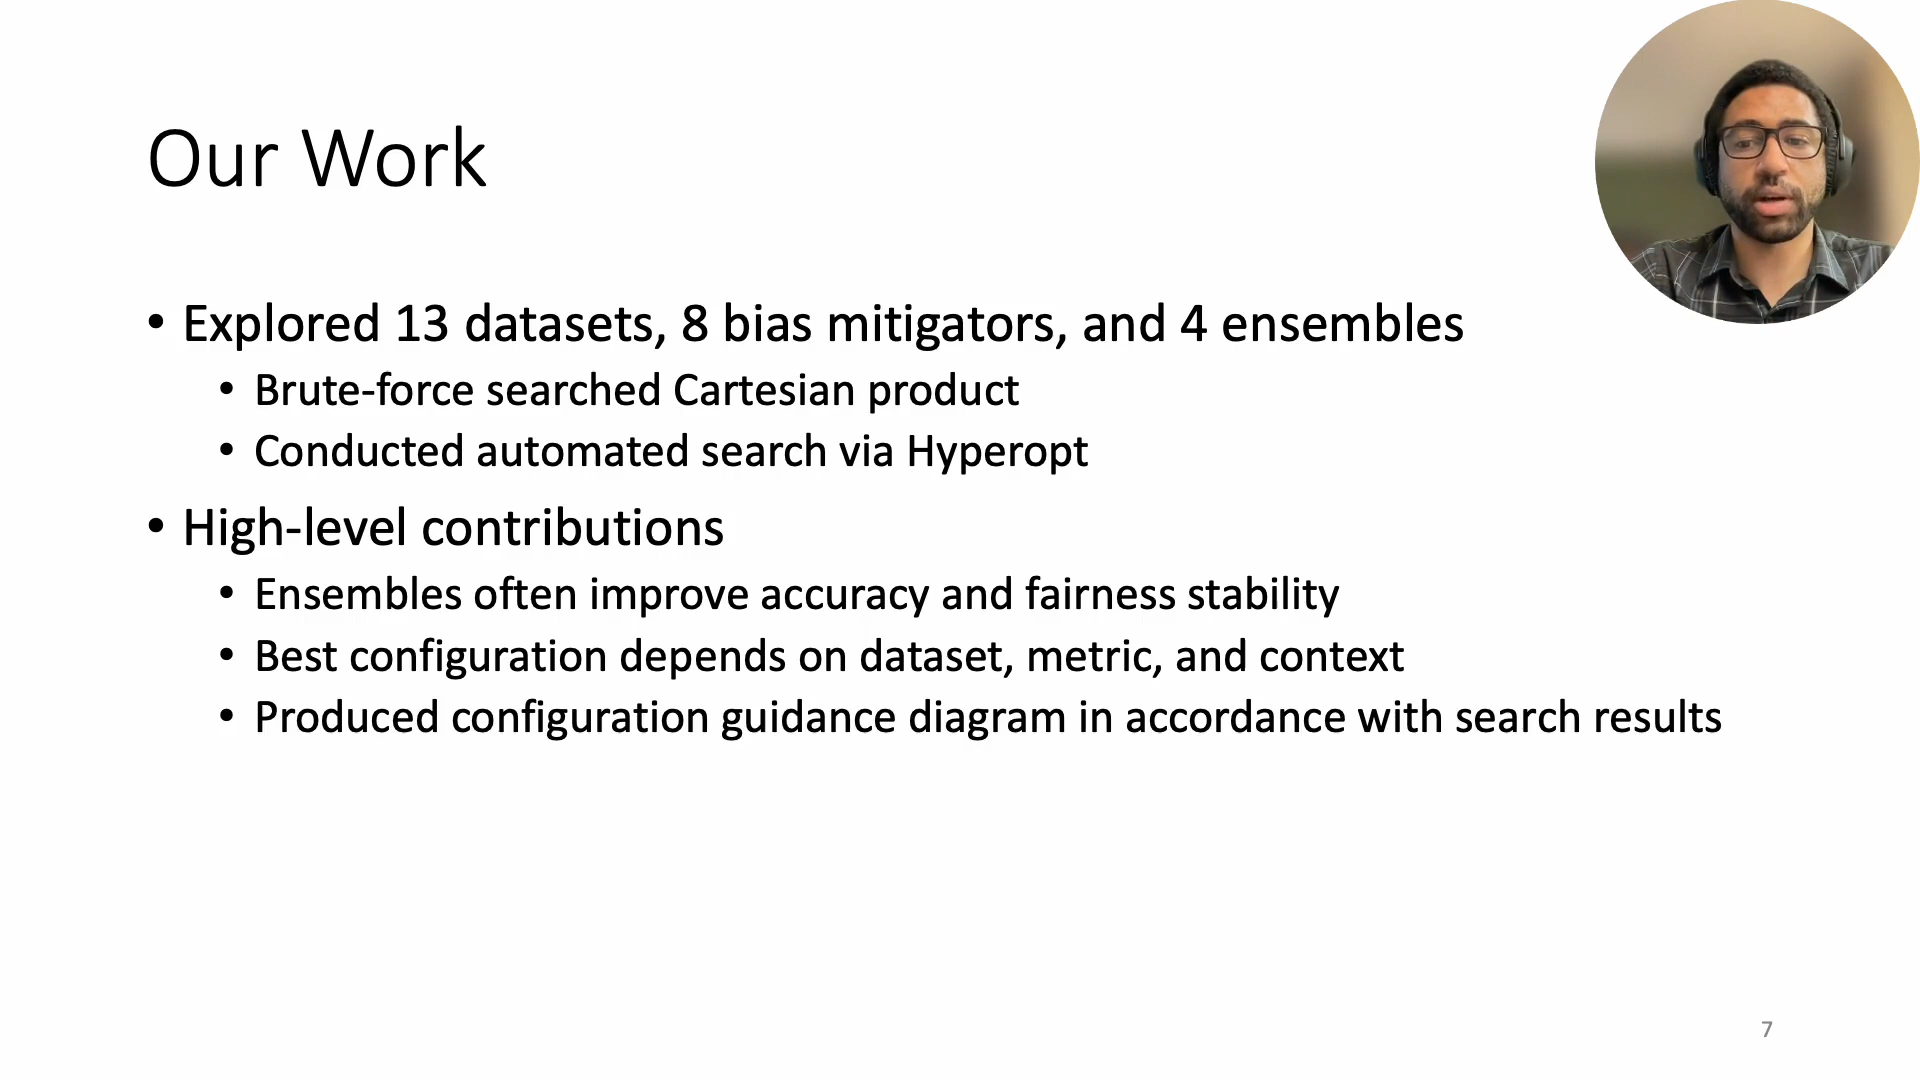 Our Work
• Explored 13 datasets, 8 bias mitigators, and 4 ensembles
• Brute-force searched Cartesian product
• Conducted automated search via Hyperopt
• High-level contributions
• Ensembles often improve accuracy and fairness stability
• Best configuration depends on dataset, metric, and context
• Produced configuration guidance diagram in accordance with search results
7